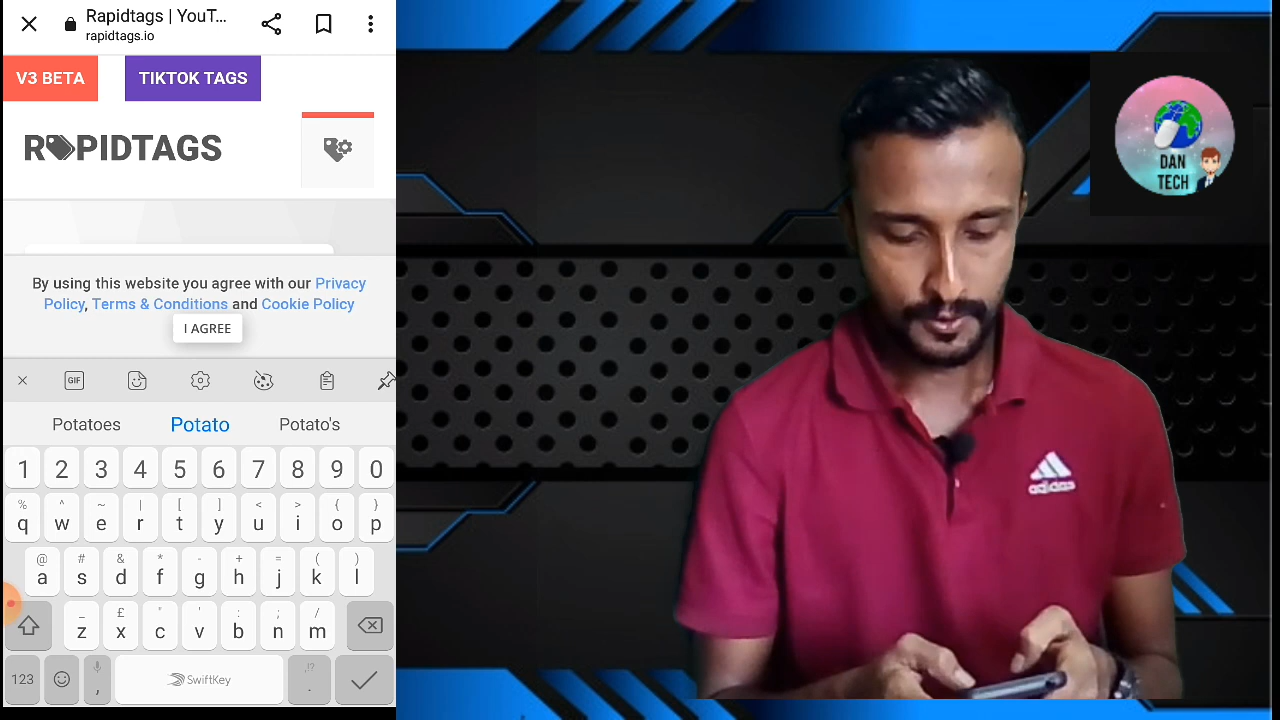 Rapidtags | YouT...
rapidtags.io
V3 BETA
TIKTOK TAGS
RAPIDTAGS
By using this website you agree with our Privacy
Policy, Terms & Conditions and Cookie Policy
I AGREE
GIF
Potatoes Potato Potato's
1 2 3 4 5 6 7 8 9 0
% ^ ~ | [ ] < > { }
q w e r t y u i o p
@ # & * - + = ( )
a s d f g h j k l
_ £ " ' : ; /
z x c v b n m
123 , SwiftKey ,!? .
DAN
TECH
adidas